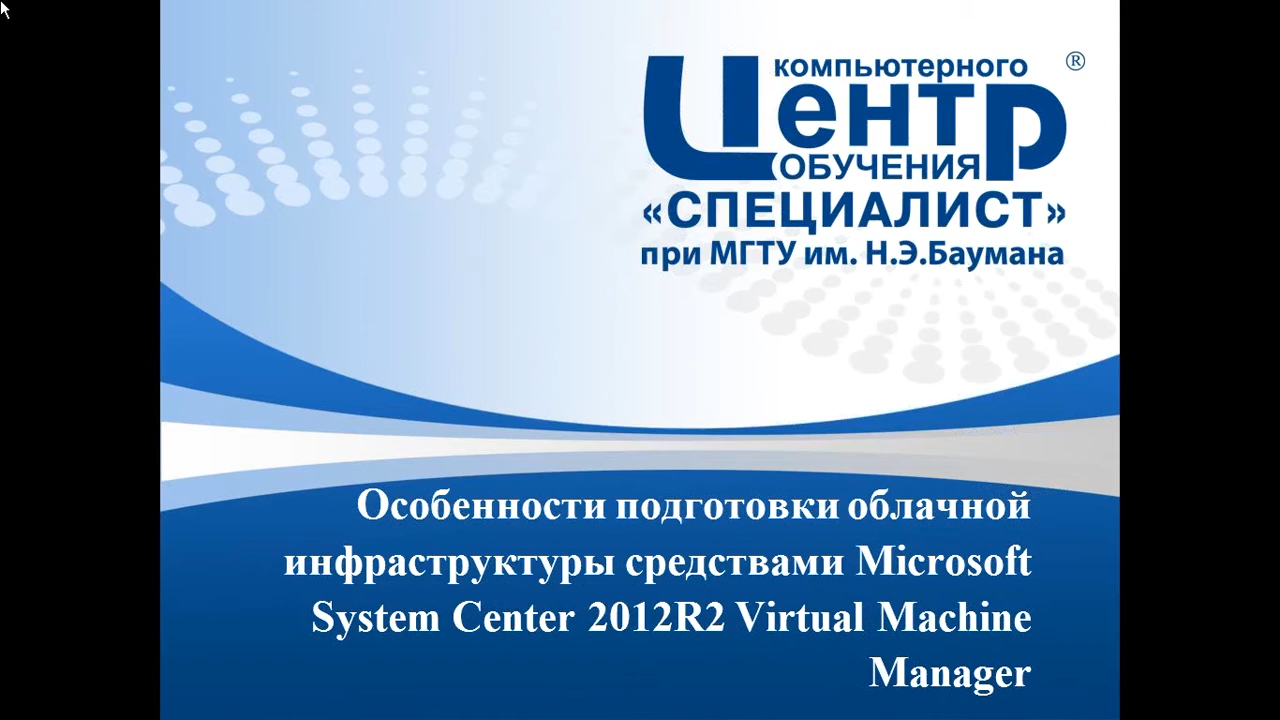 компьютерного ®
Центр
ОБУЧЕНИЯ
«СПЕЦИАЛИСТ»
при МГТУ им. Н.Э.Баумана
Особенности подготовки облачной
инфраструктуры средствами Microsoft
System Center 2012R2 Virtual Machine
Manager